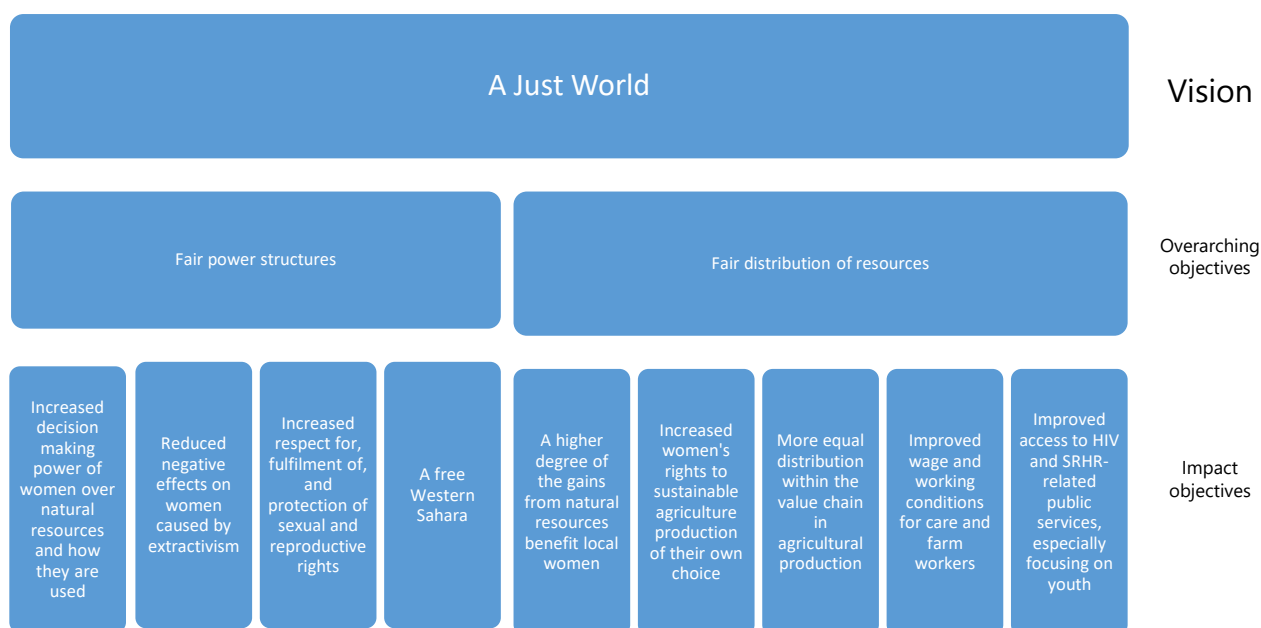 A Just World
Vision
Fair power structures
Fair distribution of resources
Overarching
objectives
Increased
decision
making
power of
women over
natural
resources
and how
they are
used
Reduced
negative
effects on
women
caused by
extractivism
Increased
respect for,
fulfilment of,
and
protection of
sexual and
reproductive
rights
A free
Western
Sahara
A higher
degree of
the gains
from natural
resources
benefit local
women
Increased
women's
rights to
sustainable
agriculture
production
of their own
choice
More equal
distribution
within the
value chain
in
agricultural
production
Improved
wage and
working
conditions
for care and
farm
workers
Improved
access to HIV
and SRHR-
related
public
services,
especially
focusing on
youth
Impact
objectives